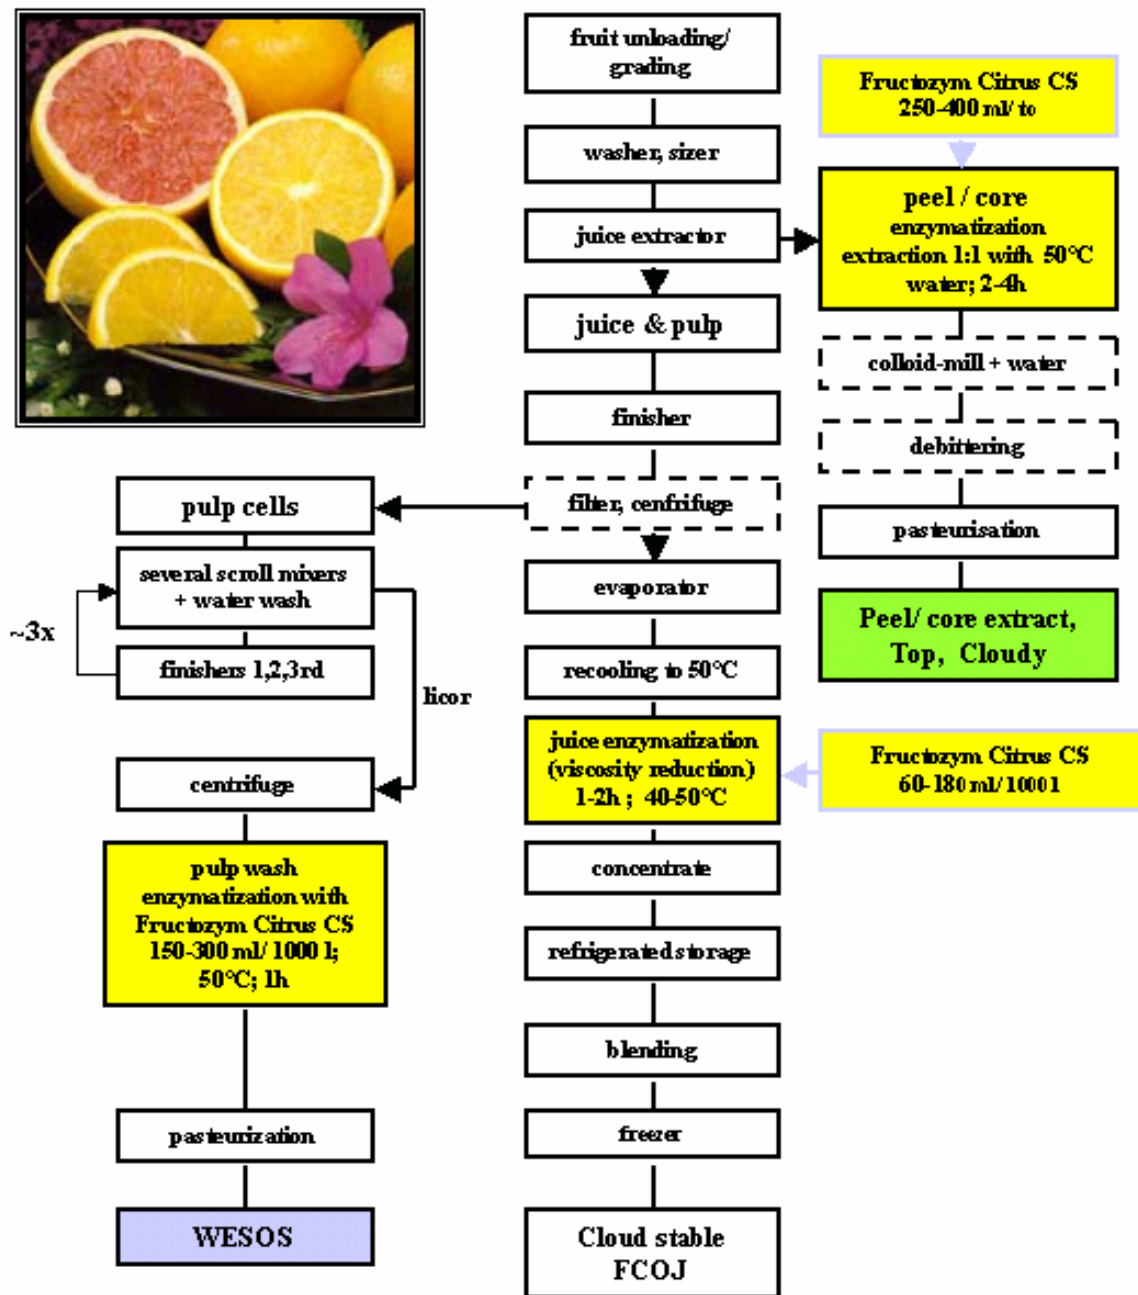 fruit unloading/
grading
washer, sizer
juice extractor
juice & pulp
finisher
filter, cenfrifuge
evaporator
recooling to 50°C
juice enzymatization
(viscosity reduction)
1-2h ; 40-50°C
concentrate
refrigerated storage
blending
freezer
Cloud stable
FCOJ
Fructozym Citrus CS
250-400 ml/ to
peel / core
enzymatization
extraction 1:1 with 50°C
water; 2-4h
colloid-mill + water
debittering
pasteurisation
Peel/ core extract,
Top, Cloudy
Fructozym Citrus CS
60-180 ml/ 1000 l
pulp cells
several scroll mixers
+ water wash
~3x
finishers 1,2,3rd
licor
centrifuge
pulp wash
enzymatization with
Fructozym Citrus CS
150-300 ml/ 1000 l;
50°C; 1h
pasteurization
WESOS